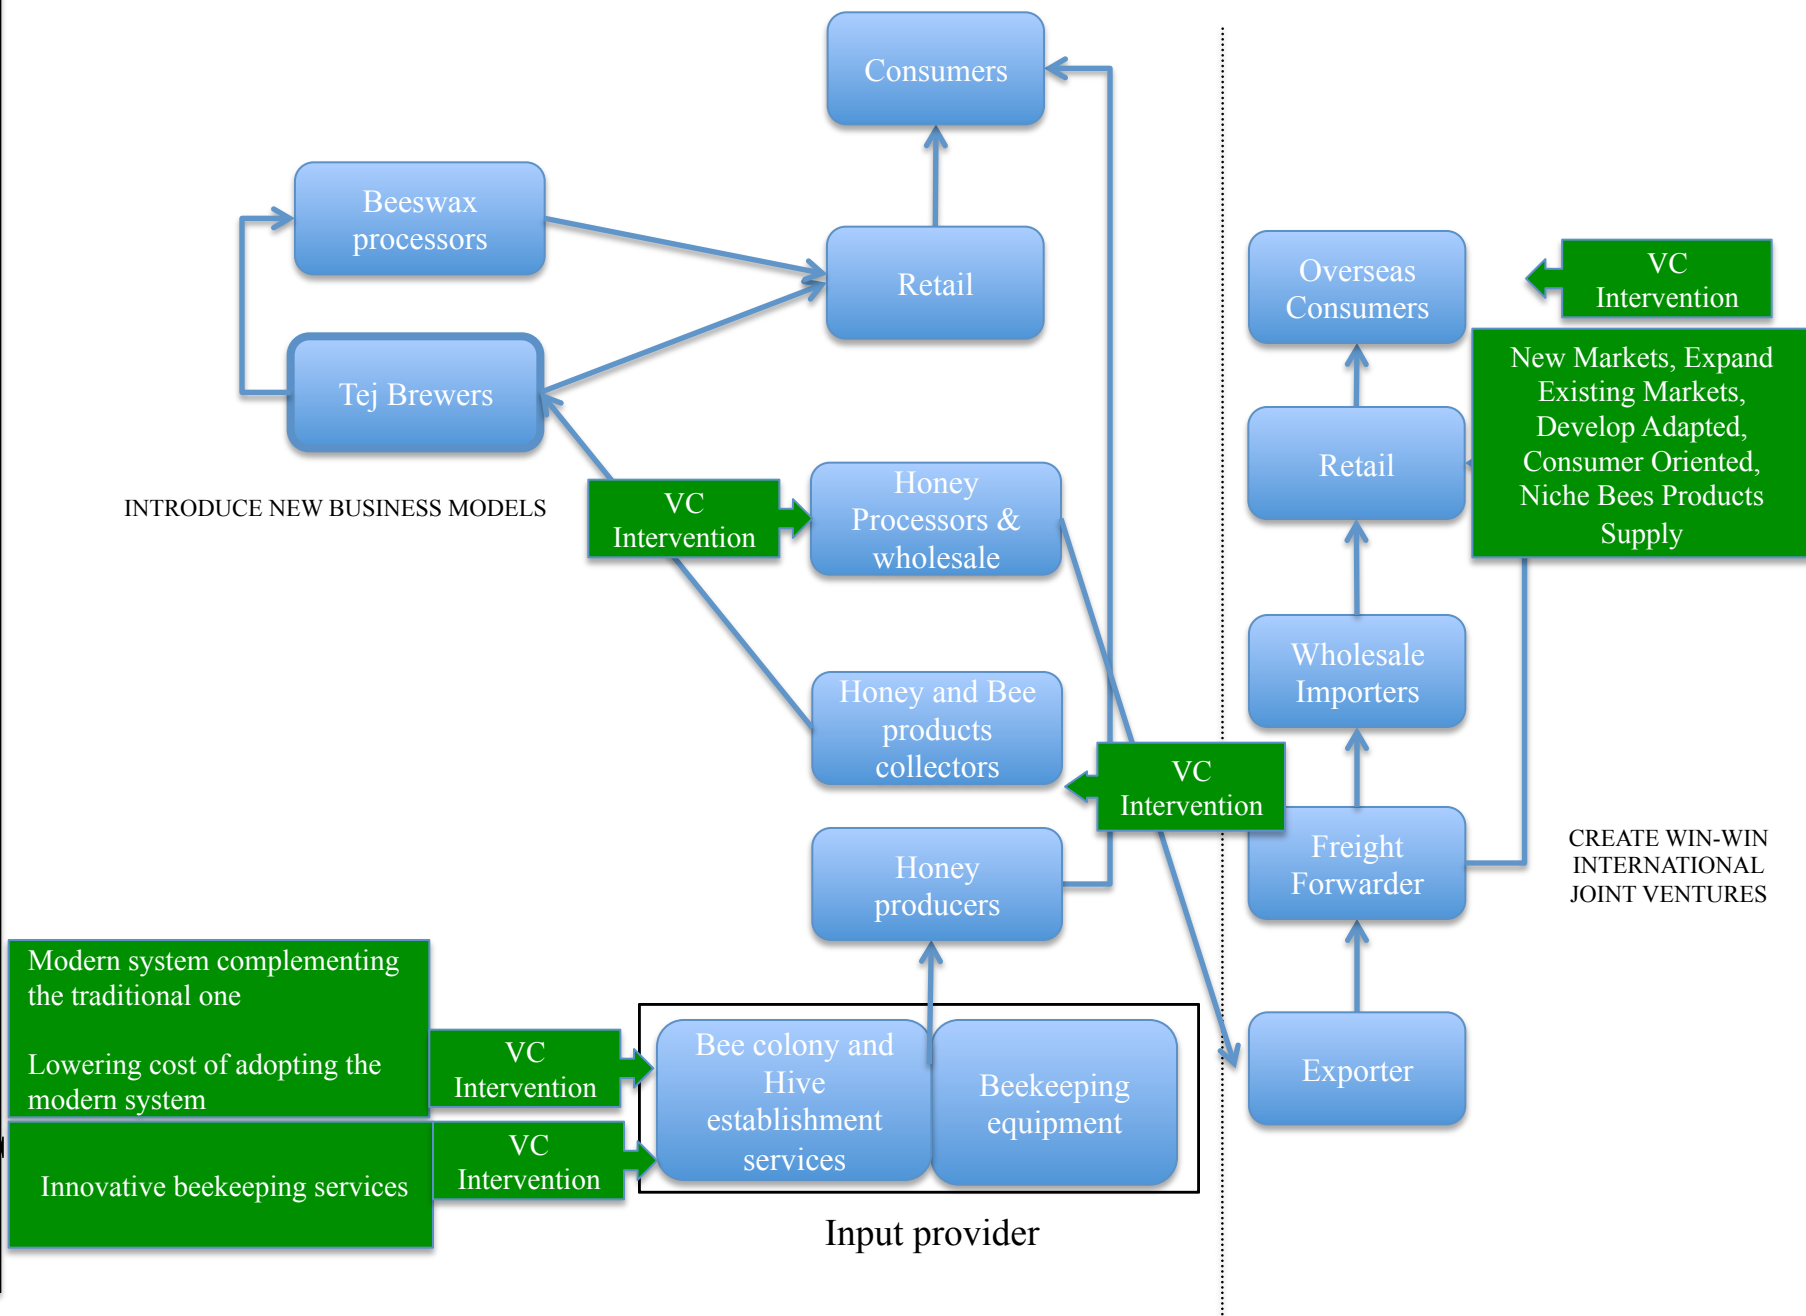 Consumers
Beeswax
processors
Retail
Tej Brewers
INTRODUCE NEW BUSINESS MODELS
VC
Intervention
Honey
Processors &
wholesale
Honey and Bee
products
collectors
VC
Intervention
Honey
producers
Modern system complementing
the traditional one
Lowering cost of adopting the
modern system
VC
Intervention
Innovative beekeeping services
VC
Intervention
Bee colony and
Hive
establishment
services
Beekeeping
equipment
Input provider
Overseas
Consumers
VC
Intervention
New Markets, Expand
Existing Markets,
Develop Adapted,
Consumer Oriented,
Niche Bees Products
Supply
Retail
Wholesale
Importers
Freight
Forwarder
CREATE WIN-WIN
INTERNATIONAL
JOINT VENTURES
Exporter